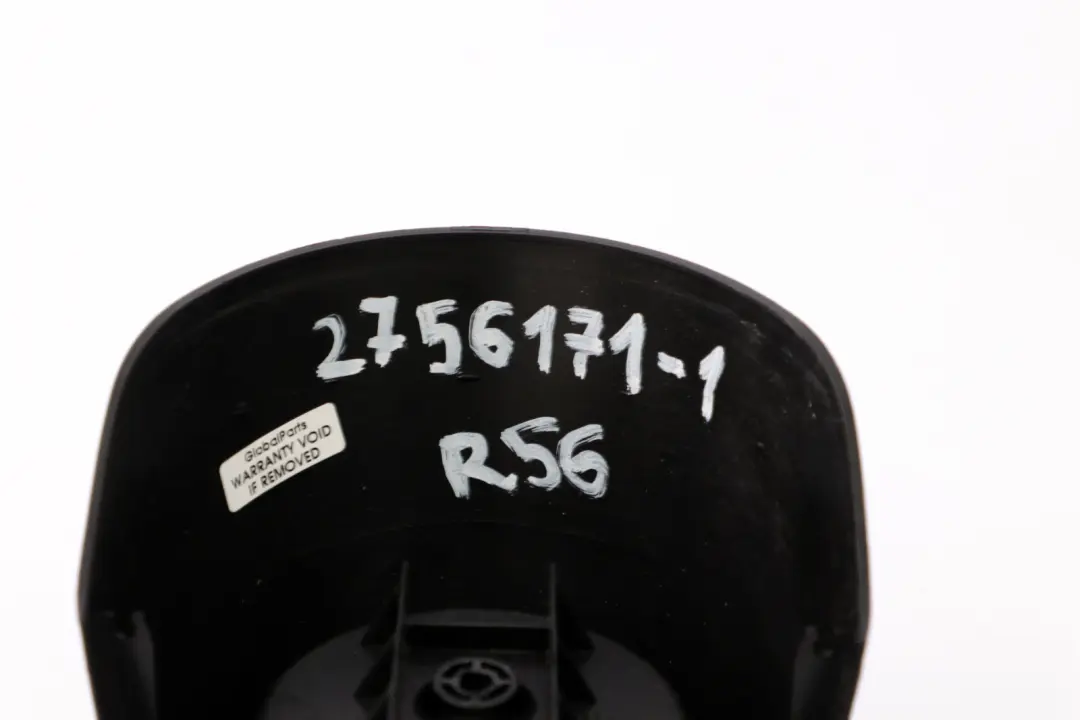 2756171-1
R56
GlobalParts
WARRANTY VOID
IF REMOVED